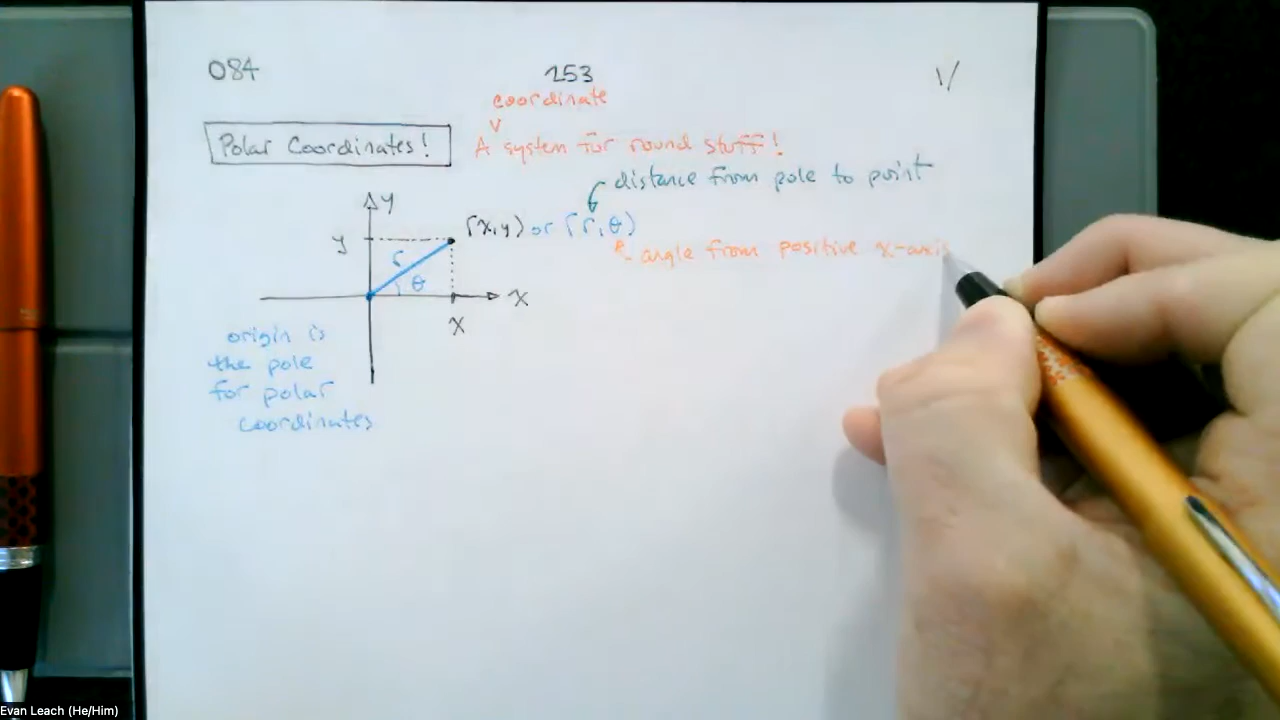 084
253
1/
coordinate
v
Polar Coordinates!
A system for round stuff!
distance from pole to point
y
y
(x,y) or (r,θ)
angle from positive x-axis
r
θ
x
x
origin is
the pole
for polar
coordinates
Evan Leach (He/Him)